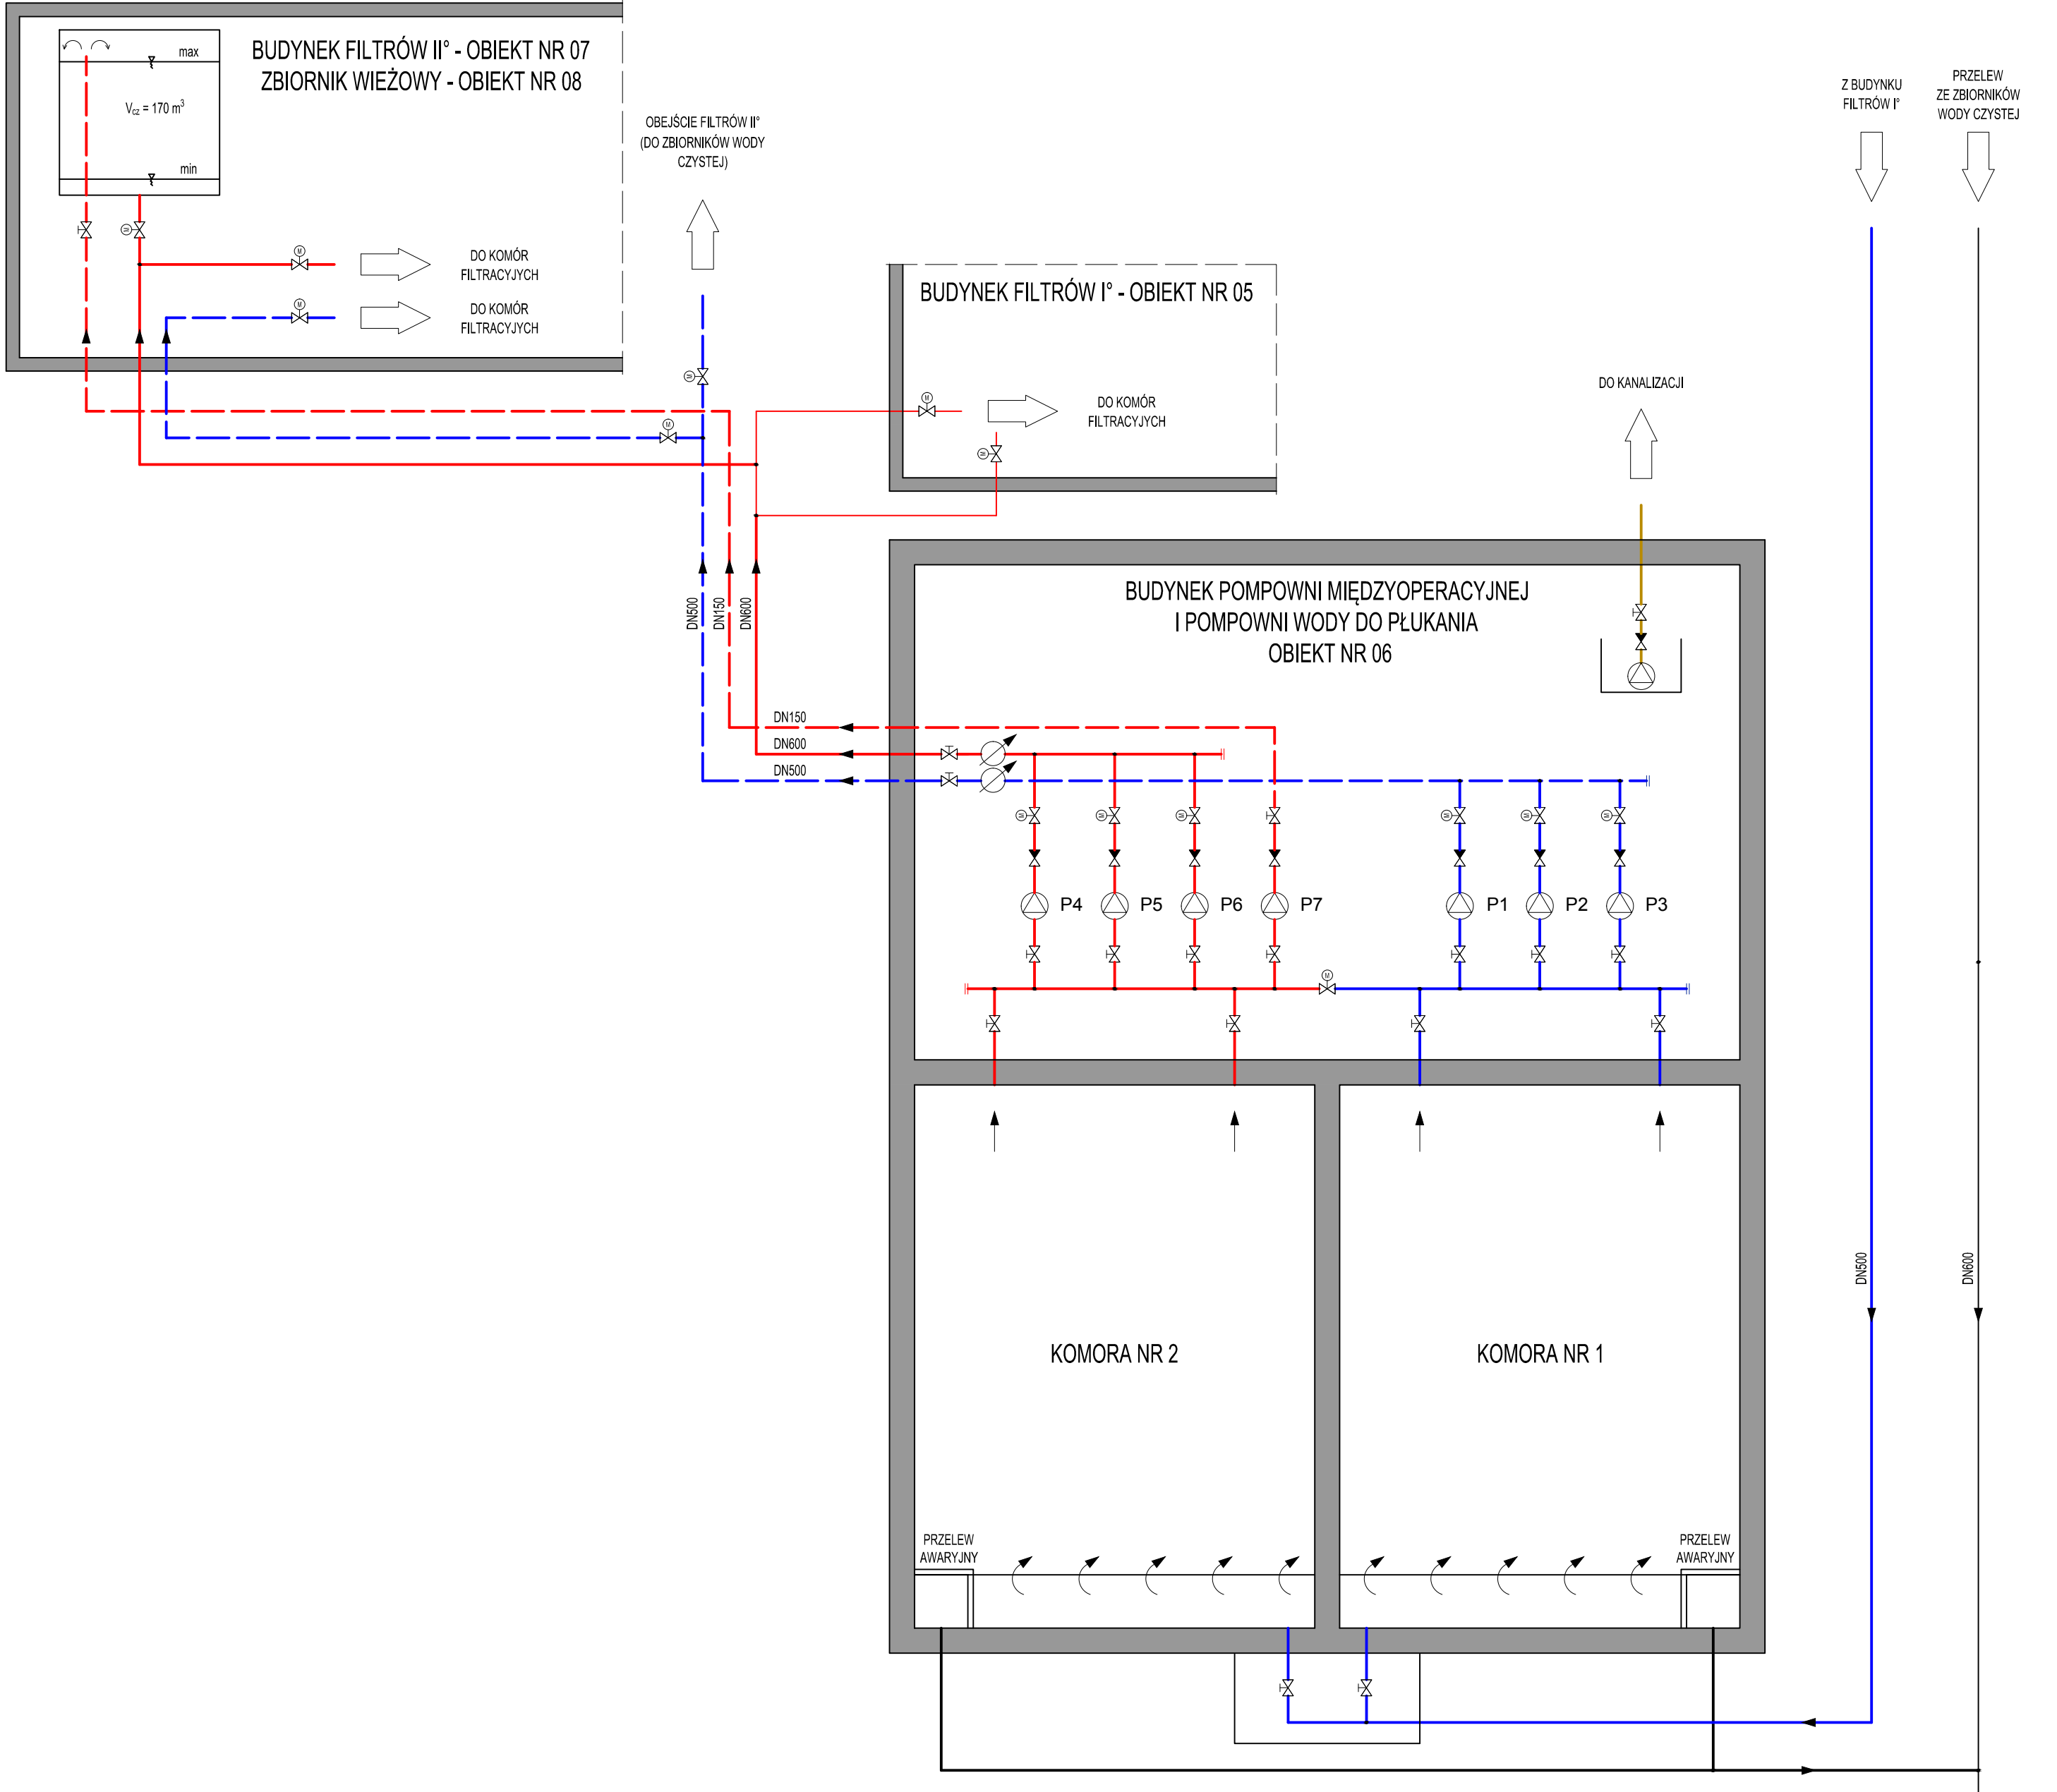 BUDYNEK FILTRÓW II° - OBIEKT NR 07
ZBIORNIK WIEŻOWY - OBIEKT NR 08
max
Vcz = 170 m³
min
M
M
DO KOMÓR
FILTRACYJYCH
M
DO KOMÓR
FILTRACYJYCH
OBEJŚCIE FILTRÓW II°
(DO ZBIORNIKÓW WODY
CZYSTEJ)
M
M
Z BUDYNKU
FILTRÓW I°
PRZELEW
ZE ZBIORNIKÓW
WODY CZYSTEJ
BUDYNEK FILTRÓW I° - OBIEKT NR 05
M
DO KOMÓR
FILTRACYJYCH
M
DO KANALIZACJI
DN500
DN150
DN600
BUDYNEK POMPOWNI MIĘDZYOPERACYJNEJ
I POMPOWNI WODY DO PŁUKANIA
OBIEKT NR 06
DN150
DN600
DN500
M
M
M
M
M
M
P4
P5
P6
P7
P1
P2
P3
M
DN500
DN600
KOMORA NR 2
KOMORA NR 1
PRZELEW
AWARYJNY
PRZELEW
AWARYJNY